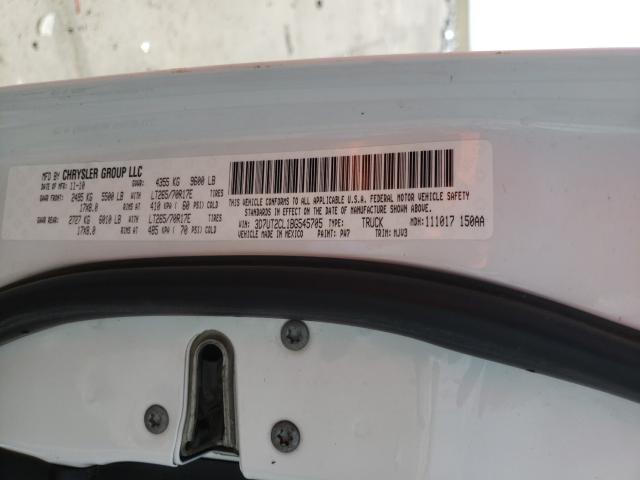 MFD BY CHRYSLER GROUP LLC
DATE OF MFR: 11-10 GVWR: 4355 KG 9600 LB
GAWR FRONT: 2495 KG 5500 LB WITH LT265/70R17E TIRES
17X8.0 RIMS AT 410 KPA ( 60 PSI) COLD
GAWR REAR: 2727 KG 6010 LB WITH LT265/70R17E TIRES
17X8.0 RIMS AT 485 KPA ( 70 PSI) COLD
THIS VEHICLE CONFORMS TO ALL APPLICABLE U.S.A. FEDERAL MOTOR VEHICLE SAFETY
STANDARDS IN EFFECT ON THE DATE OF MANUFACTURE SHOWN ABOVE.
VIN: 3D7UT2CL1BG545705 TYPE: TRUCK MDH: 111017 150AA
VEHICLE MADE IN MEXICO PAINT: PW7 TRIM: MJV3